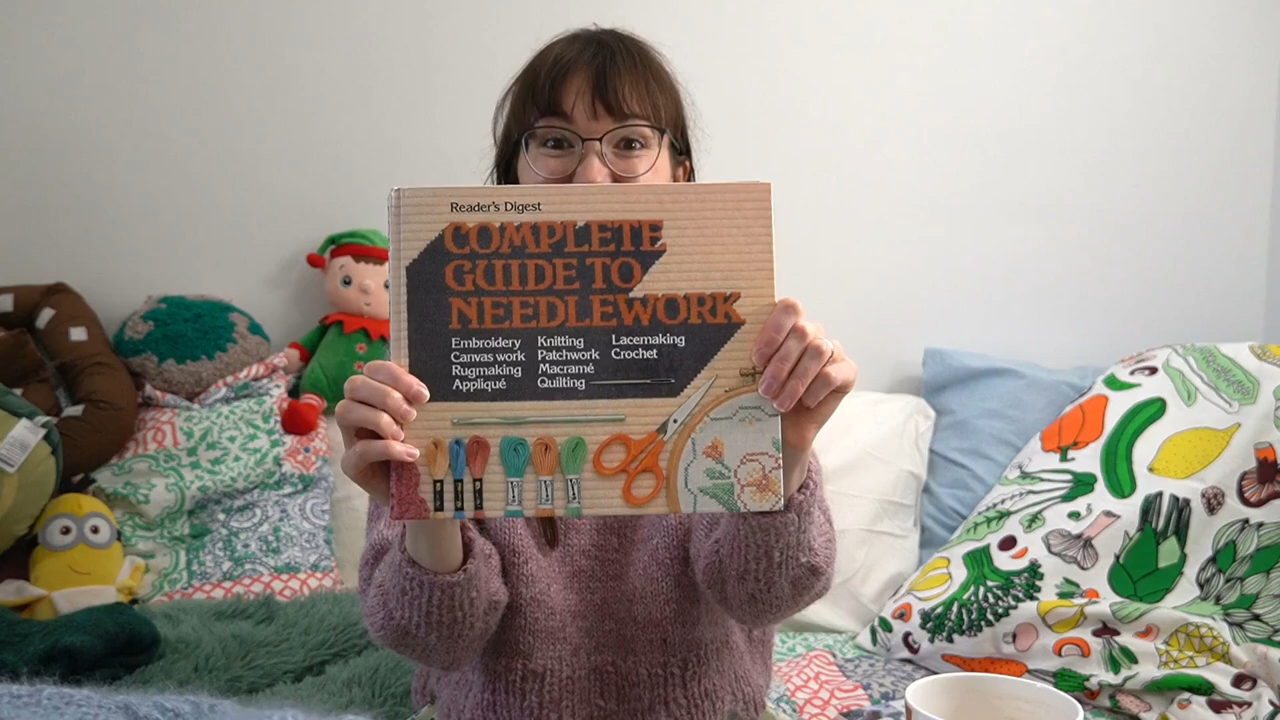 Reader's Digest
COMPLETE
GUIDE TO
NEEDLEWORK
Embroidery Knitting Lacemaking
Canvas work Patchwork Crochet
Rugmaking Macramé
Appliqué Quilting